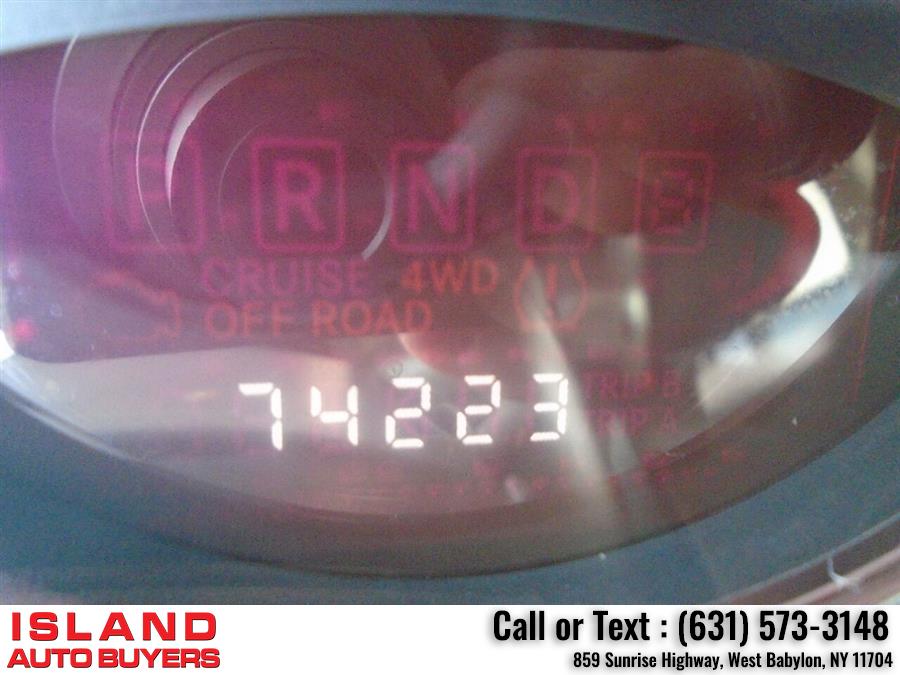 P R N D 8
CRUISE 4WD
OFF ROAD
74223
TRIP B
TRIP A
ISLAND
AUTO BUYERS
Call or Text : (631) 573-3148
859 Sunrise Highway, West Babylon, NY 11704